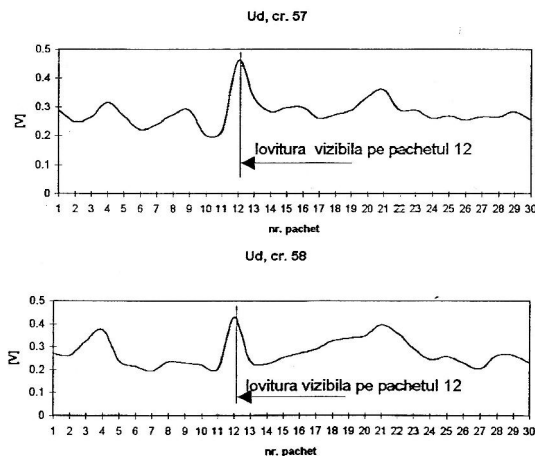 Ud, cr. 57
0.5
0.4
0.3
0.2
0.1
0
[V]
lovitura vizibila pe pachetul 12
1 2 3 4 5 6 7 8 9 10 11 12 13 14 15 16 17 18 19 20 21 22 23 24 25 26 27 28 29 30
nr. pachet
Ud, cr. 58
0.5
0.4
0.3
0.2
0.1
0
[V]
lovitura vizibila pe pachetul 12
1 2 3 4 5 6 7 8 9 10 11 12 13 14 15 16 17 18 19 20 21 22 23 24 25 26 27 28 29 30
nr. pachet